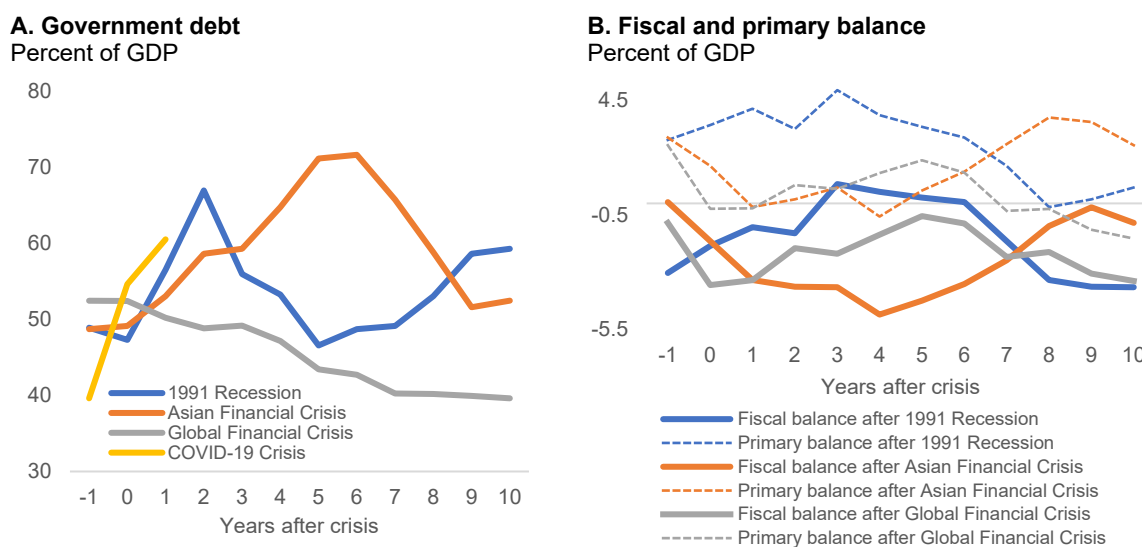 A. Government debt
Percent of GDP
80
70
60
50
40
30
1991 Recession
Asian Financial Crisis
Global Financial Crisis
COVID-19 Crisis
-1 0 1 2 3 4 5 6 7 8 9 10
Years after crisis
B. Fiscal and primary balance
Percent of GDP
4.5
-0.5
-5.5
-1 0 1 2 3 4 5 6 7 8 9 10
Years after crisis
Fiscal balance after 1991 Recession
Primary balance after 1991 Recession
Fiscal balance after Asian Financial Crisis
Primary balance after Asian Financial Crisis
Fiscal balance after Global Financial Crisis
Primary balance after Global Financial Crisis